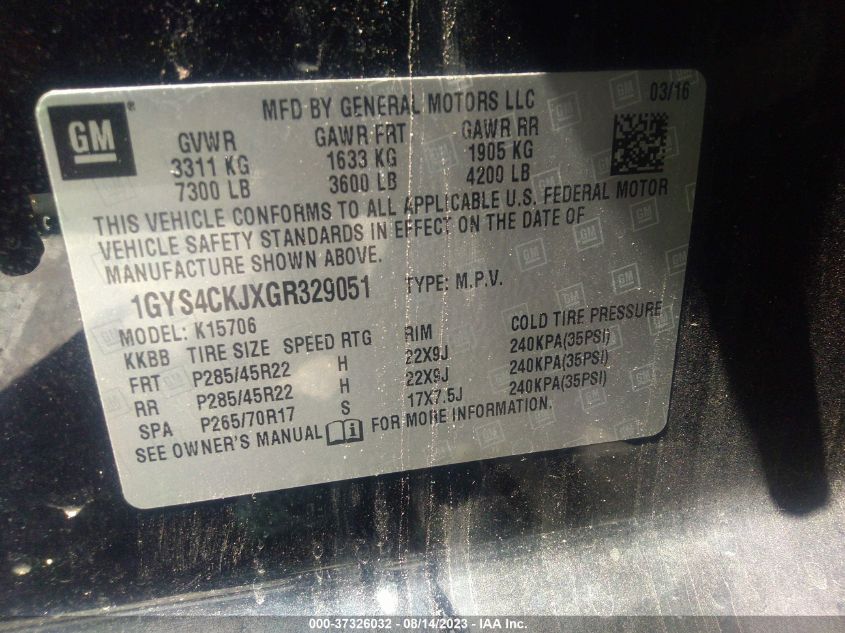 GM
®
MFD BY GENERAL MOTORS LLC
03/16
GVWR GAWR FRT GAWR RR
3311 KG 1633 KG 1905 KG
7300 LB 3600 LB 4200 LB
THIS VEHICLE CONFORMS TO ALL APPLICABLE U.S. FEDERAL MOTOR
VEHICLE SAFETY STANDARDS IN EFFECT ON THE DATE OF
MANUFACTURE SHOWN ABOVE.
1GYS4CKJXGR329051 TYPE: M.P.V.
MODEL: K15706
KKBB TIRE SIZE SPEED RTG RIM COLD TIRE PRESSURE
FRT P285/45R22 H 22X9J 240KPA(35PSI)
RR P285/45R22 H 22X9J 240KPA(35PSI)
SPA P265/70R17 S 17X7.5J 240KPA(35PSI)
SEE OWNER'S MANUAL FOR MORE INFORMATION.
000-37326032 - 08/14/2023 - IAA Inc.